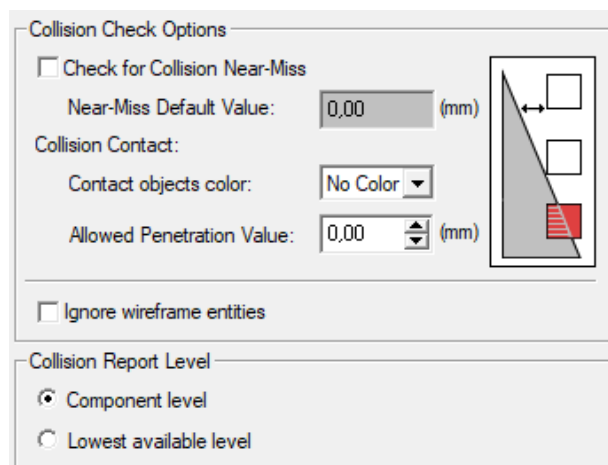 Collision Check Options
Check for Collision Near-Miss
Near-Miss Default Value: 0,00 (mm)
Collision Contact:
Contact objects color: No Color
Allowed Penetration Value: 0,00 (mm)
Ignore wireframe entities
Collision Report Level
Component level
Lowest available level